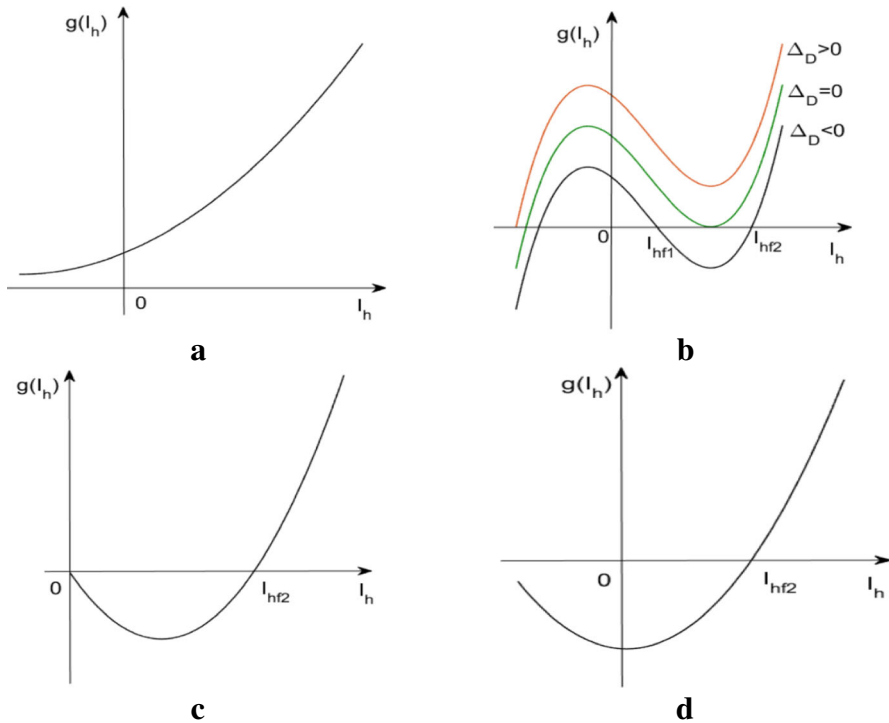 g(I_h)
0
I_h
a
g(I_h)
Δ_D>0
Δ_D=0
Δ_D<0
0
I_hf1
I_hf2
I_h
b
g(I_h)
0
I_hf2
I_h
c
g(I_h)
0
I_hf2
I_h
d